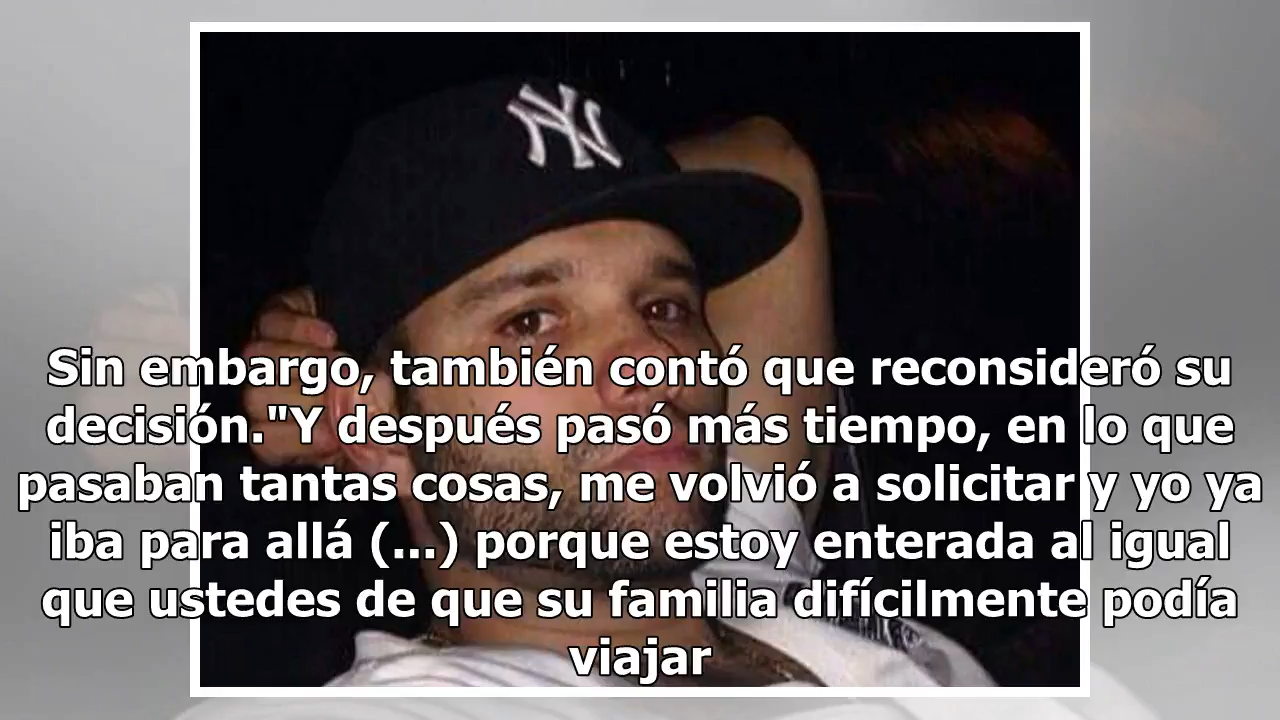 NY
Sin embargo, también contó que reconsideró su
decisión."Y después pasó más tiempo, en lo que
pasaban tantas cosas, me volvió a solicitar y yo ya
iba para allá (...) porque estoy enterada al igual
que ustedes de que su familia difícilmente podía
viajar